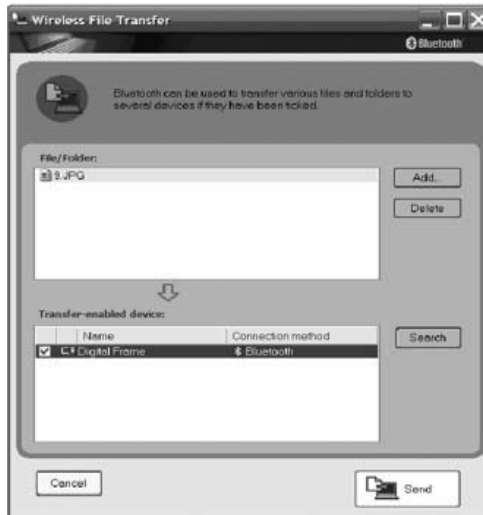 Wireless File Transfer
Bluetooth
Bluetooth can be used to transfer various files and folders to
several devices if they have been ticked.
File/Folder:
9.JPG
Add...
Delete
Transfer-enabled device:
Name Connection method
Search
Digital Frame Bluetooth
Cancel
Send